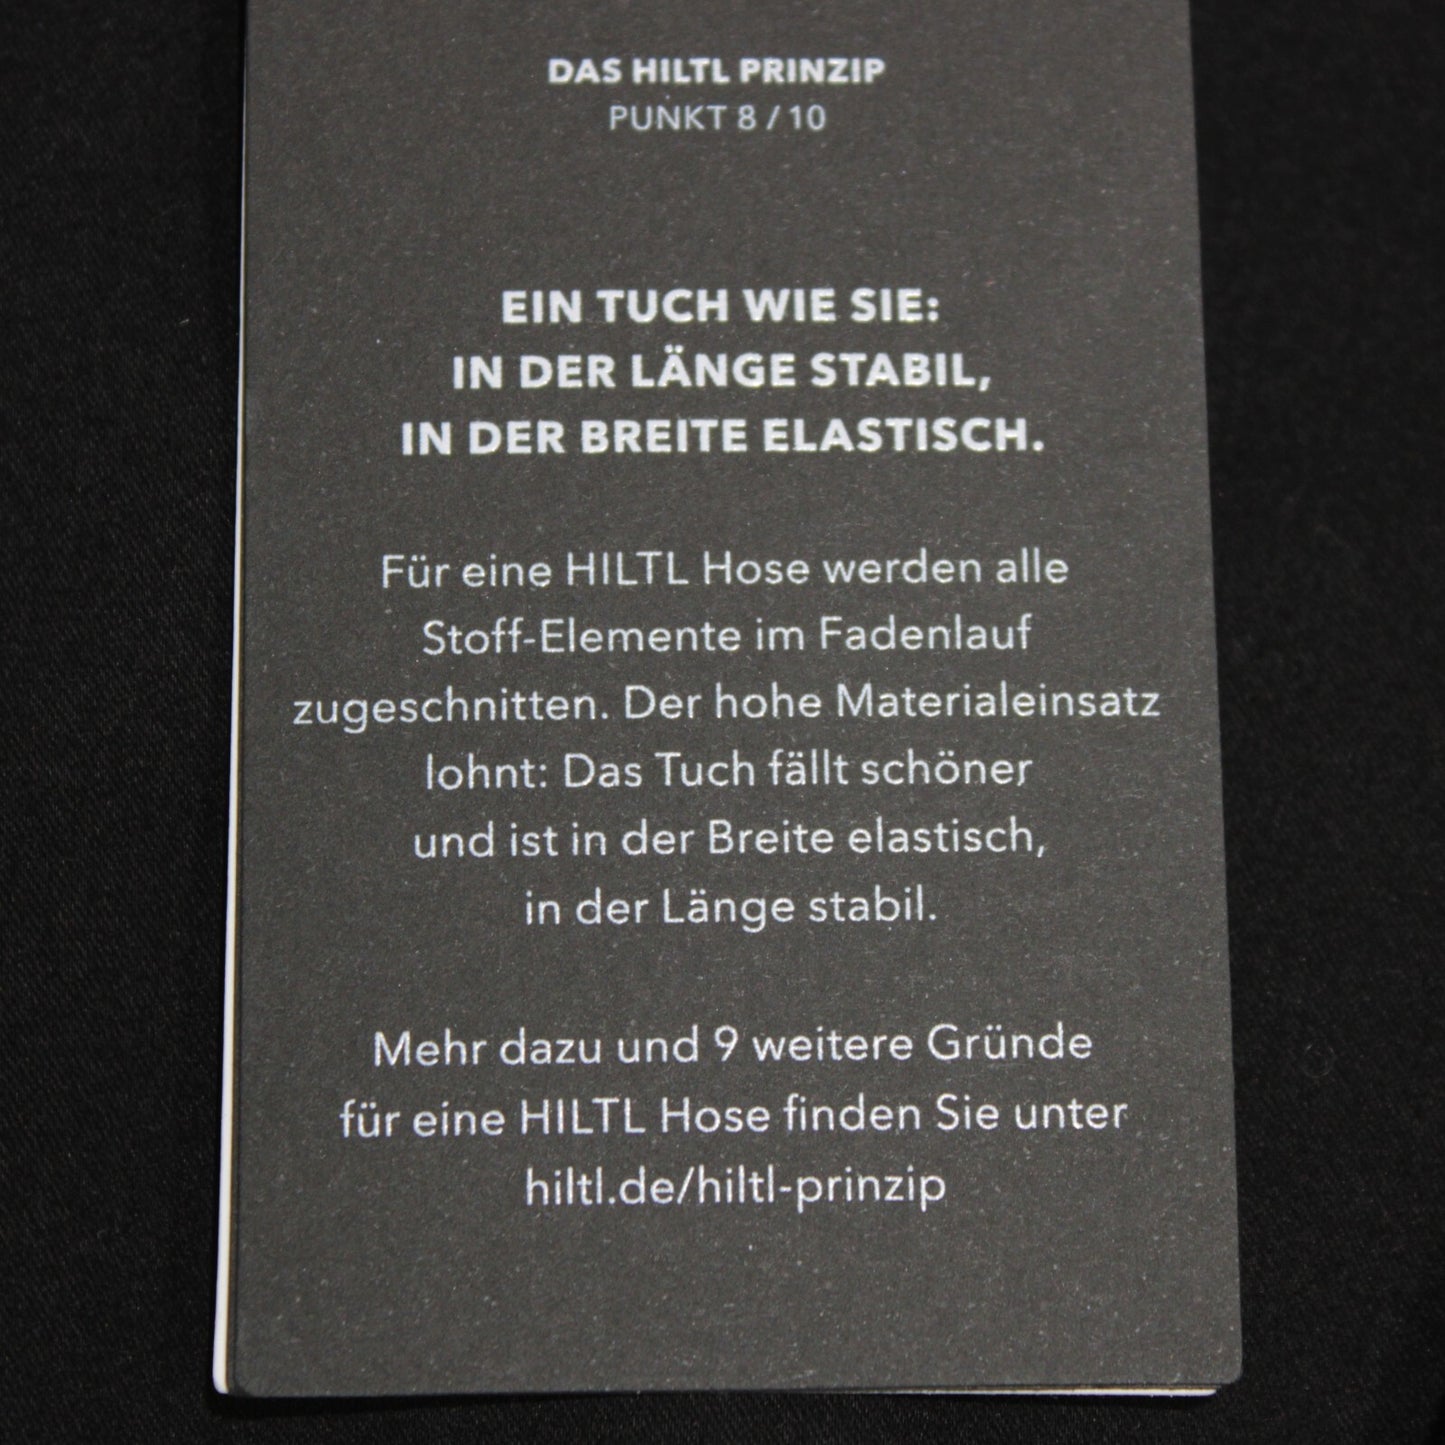 DAS HILTL PRINZIP
PUNKT 8 / 10
EIN TUCH WIE SIE:
IN DER LÄNGE STABIL,
IN DER BREITE ELASTISCH.
Für eine HILTL Hose werden alle
Stoff-Elemente im Fadenlauf
zugeschnitten. Der hohe Materialeinsatz
lohnt: Das Tuch fällt schöner
und ist in der Breite elastisch,
in der Länge stabil.
Mehr dazu und 9 weitere Gründe
für eine HILTL Hose finden Sie unter
hiltl.de/hiltl-prinzip